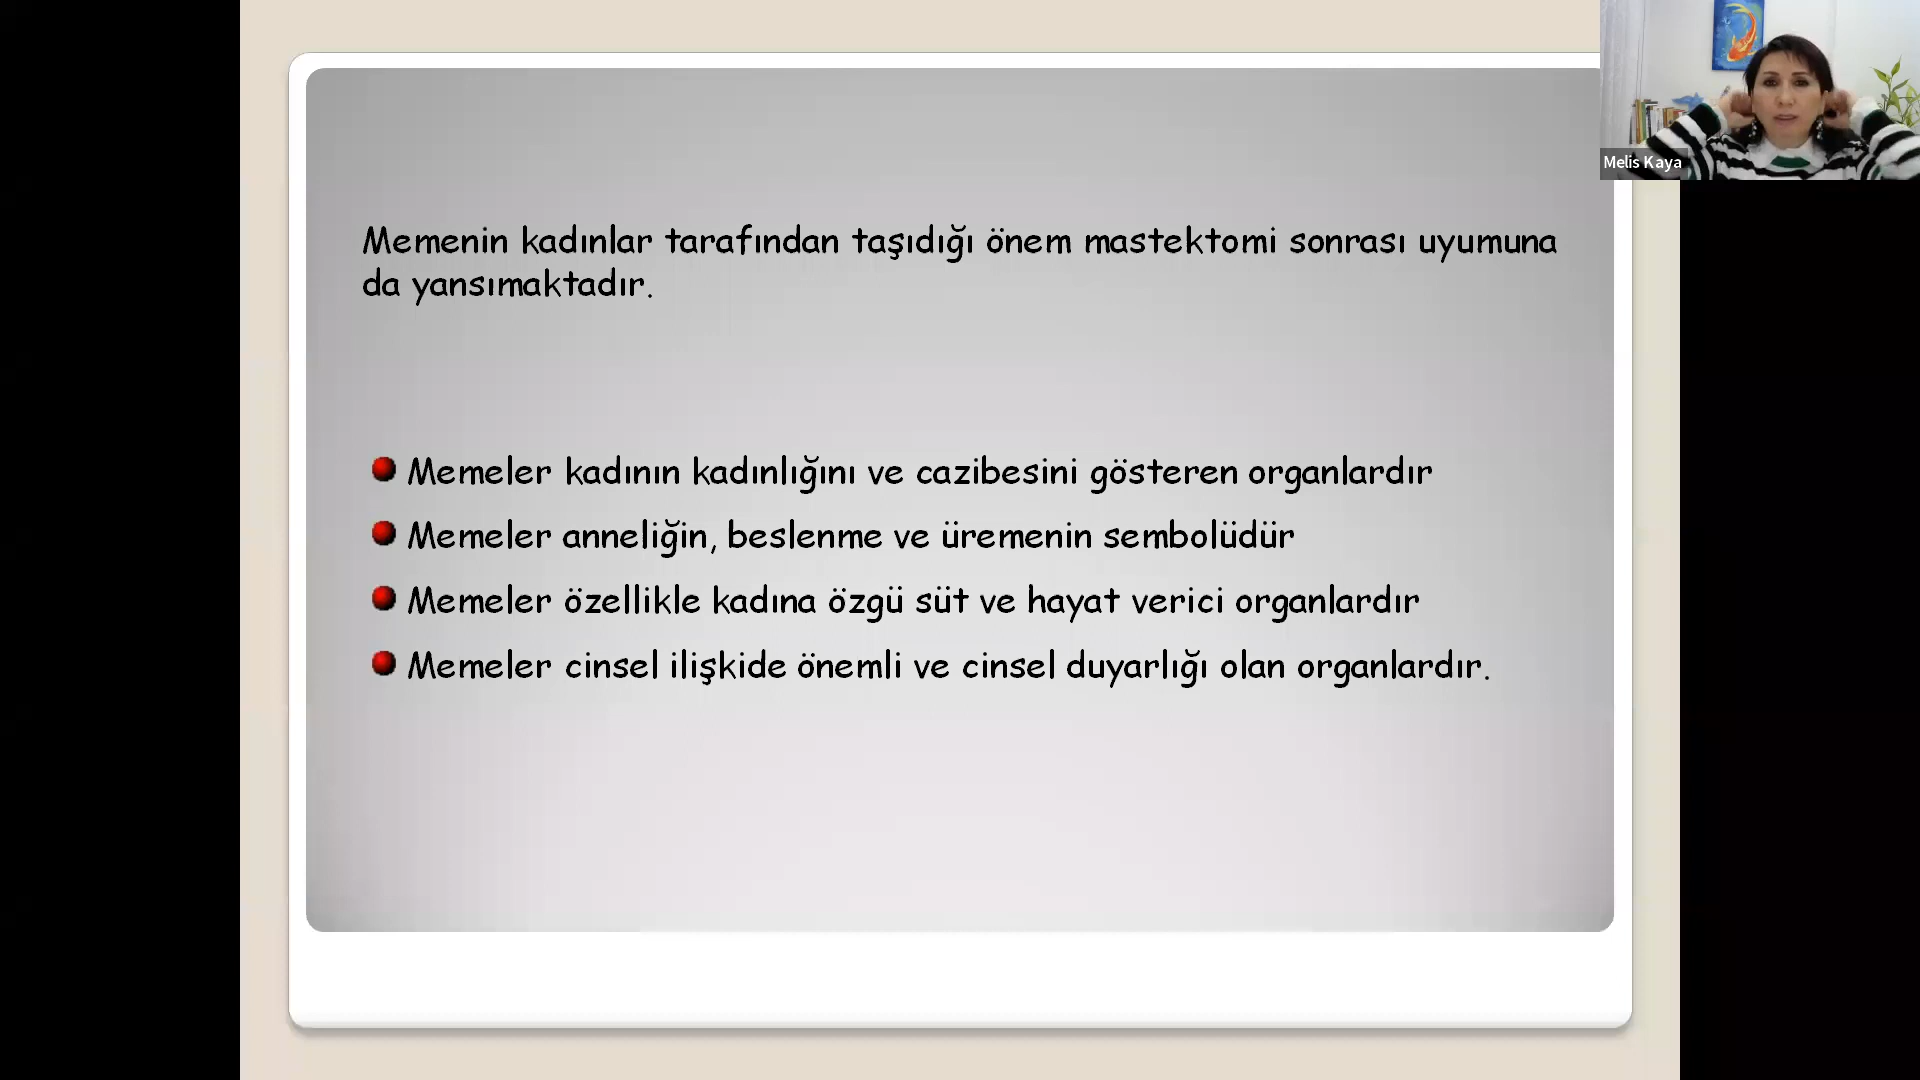 Memenin kadınlar tarafından taşıdığı önem mastektomi sonrası uyumuna
da yansımaktadır.
Memeler kadının kadınlığını ve cazibesini gösteren organlardır
Memeler anneliğin, beslenme ve üremenin sembolüdür
Memeler özellikle kadına özgü süt ve hayat verici organlardır
Memeler cinsel ilişkide önemli ve cinsel duyarlığı olan organlardır.
Melis Kaya